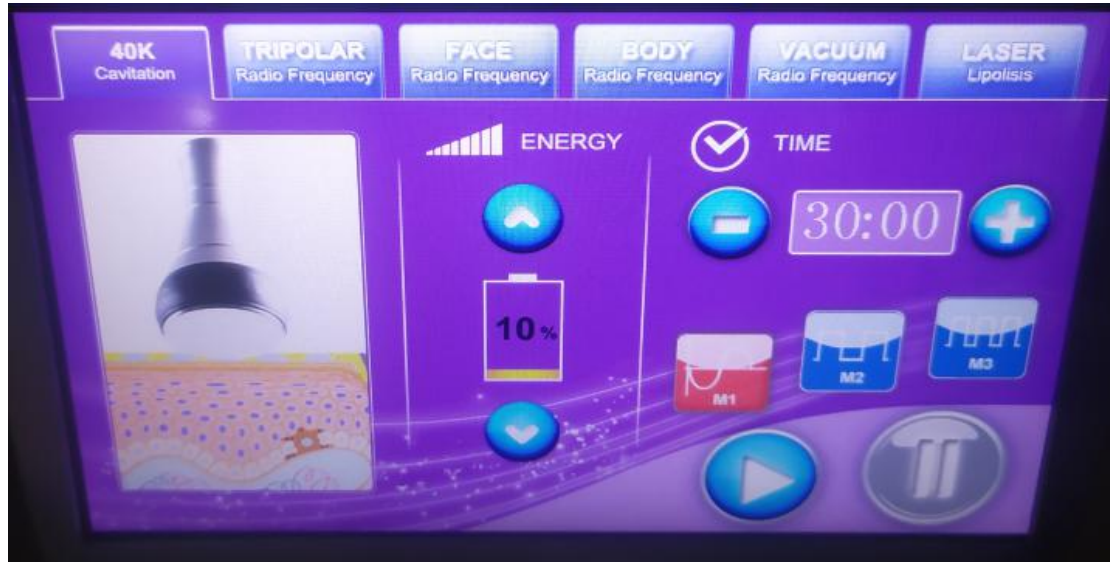 40K
Cavitation
TRIPOLAR
Radio Frequency
FACE
Radio Frequency
BODY
Radio Frequency
VACUUM
Radio Frequency
LASER
Lipolisis
ENERGY
TIME
30:00
10 %
M1
M2
M3